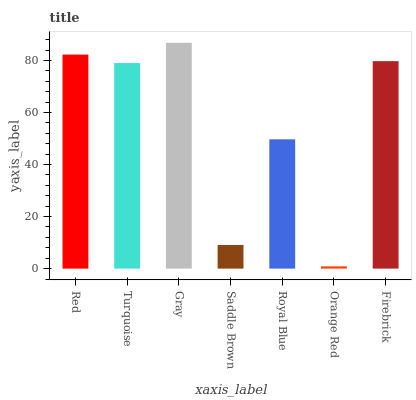 title
yaxis_label
80
60
40
20
0
Red
Turquoise
Gray
Saddle Brown
Royal Blue
Orange Red
Firebrick
xaxis_label